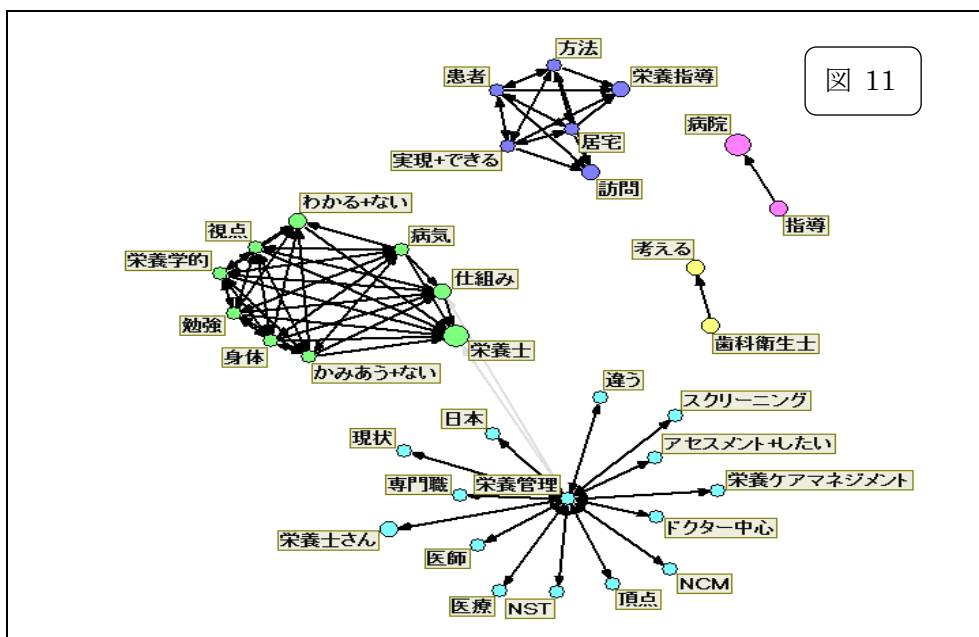 図 11
方法
患者
栄養指導
病院
居宅
実現+できる
訪問
指導
わかる+ない
視点
病気
栄養学的
仕組み
考える
勉強
身体
栄養士
かみあう+ない
歯科衛生士
違う
スクリーニング
日本
現状
アセスメント+したい
専門職
栄養管理
栄養ケアマネジメント
栄養士さん
ドクター中心
医師
NCM
医療
NST
頂点